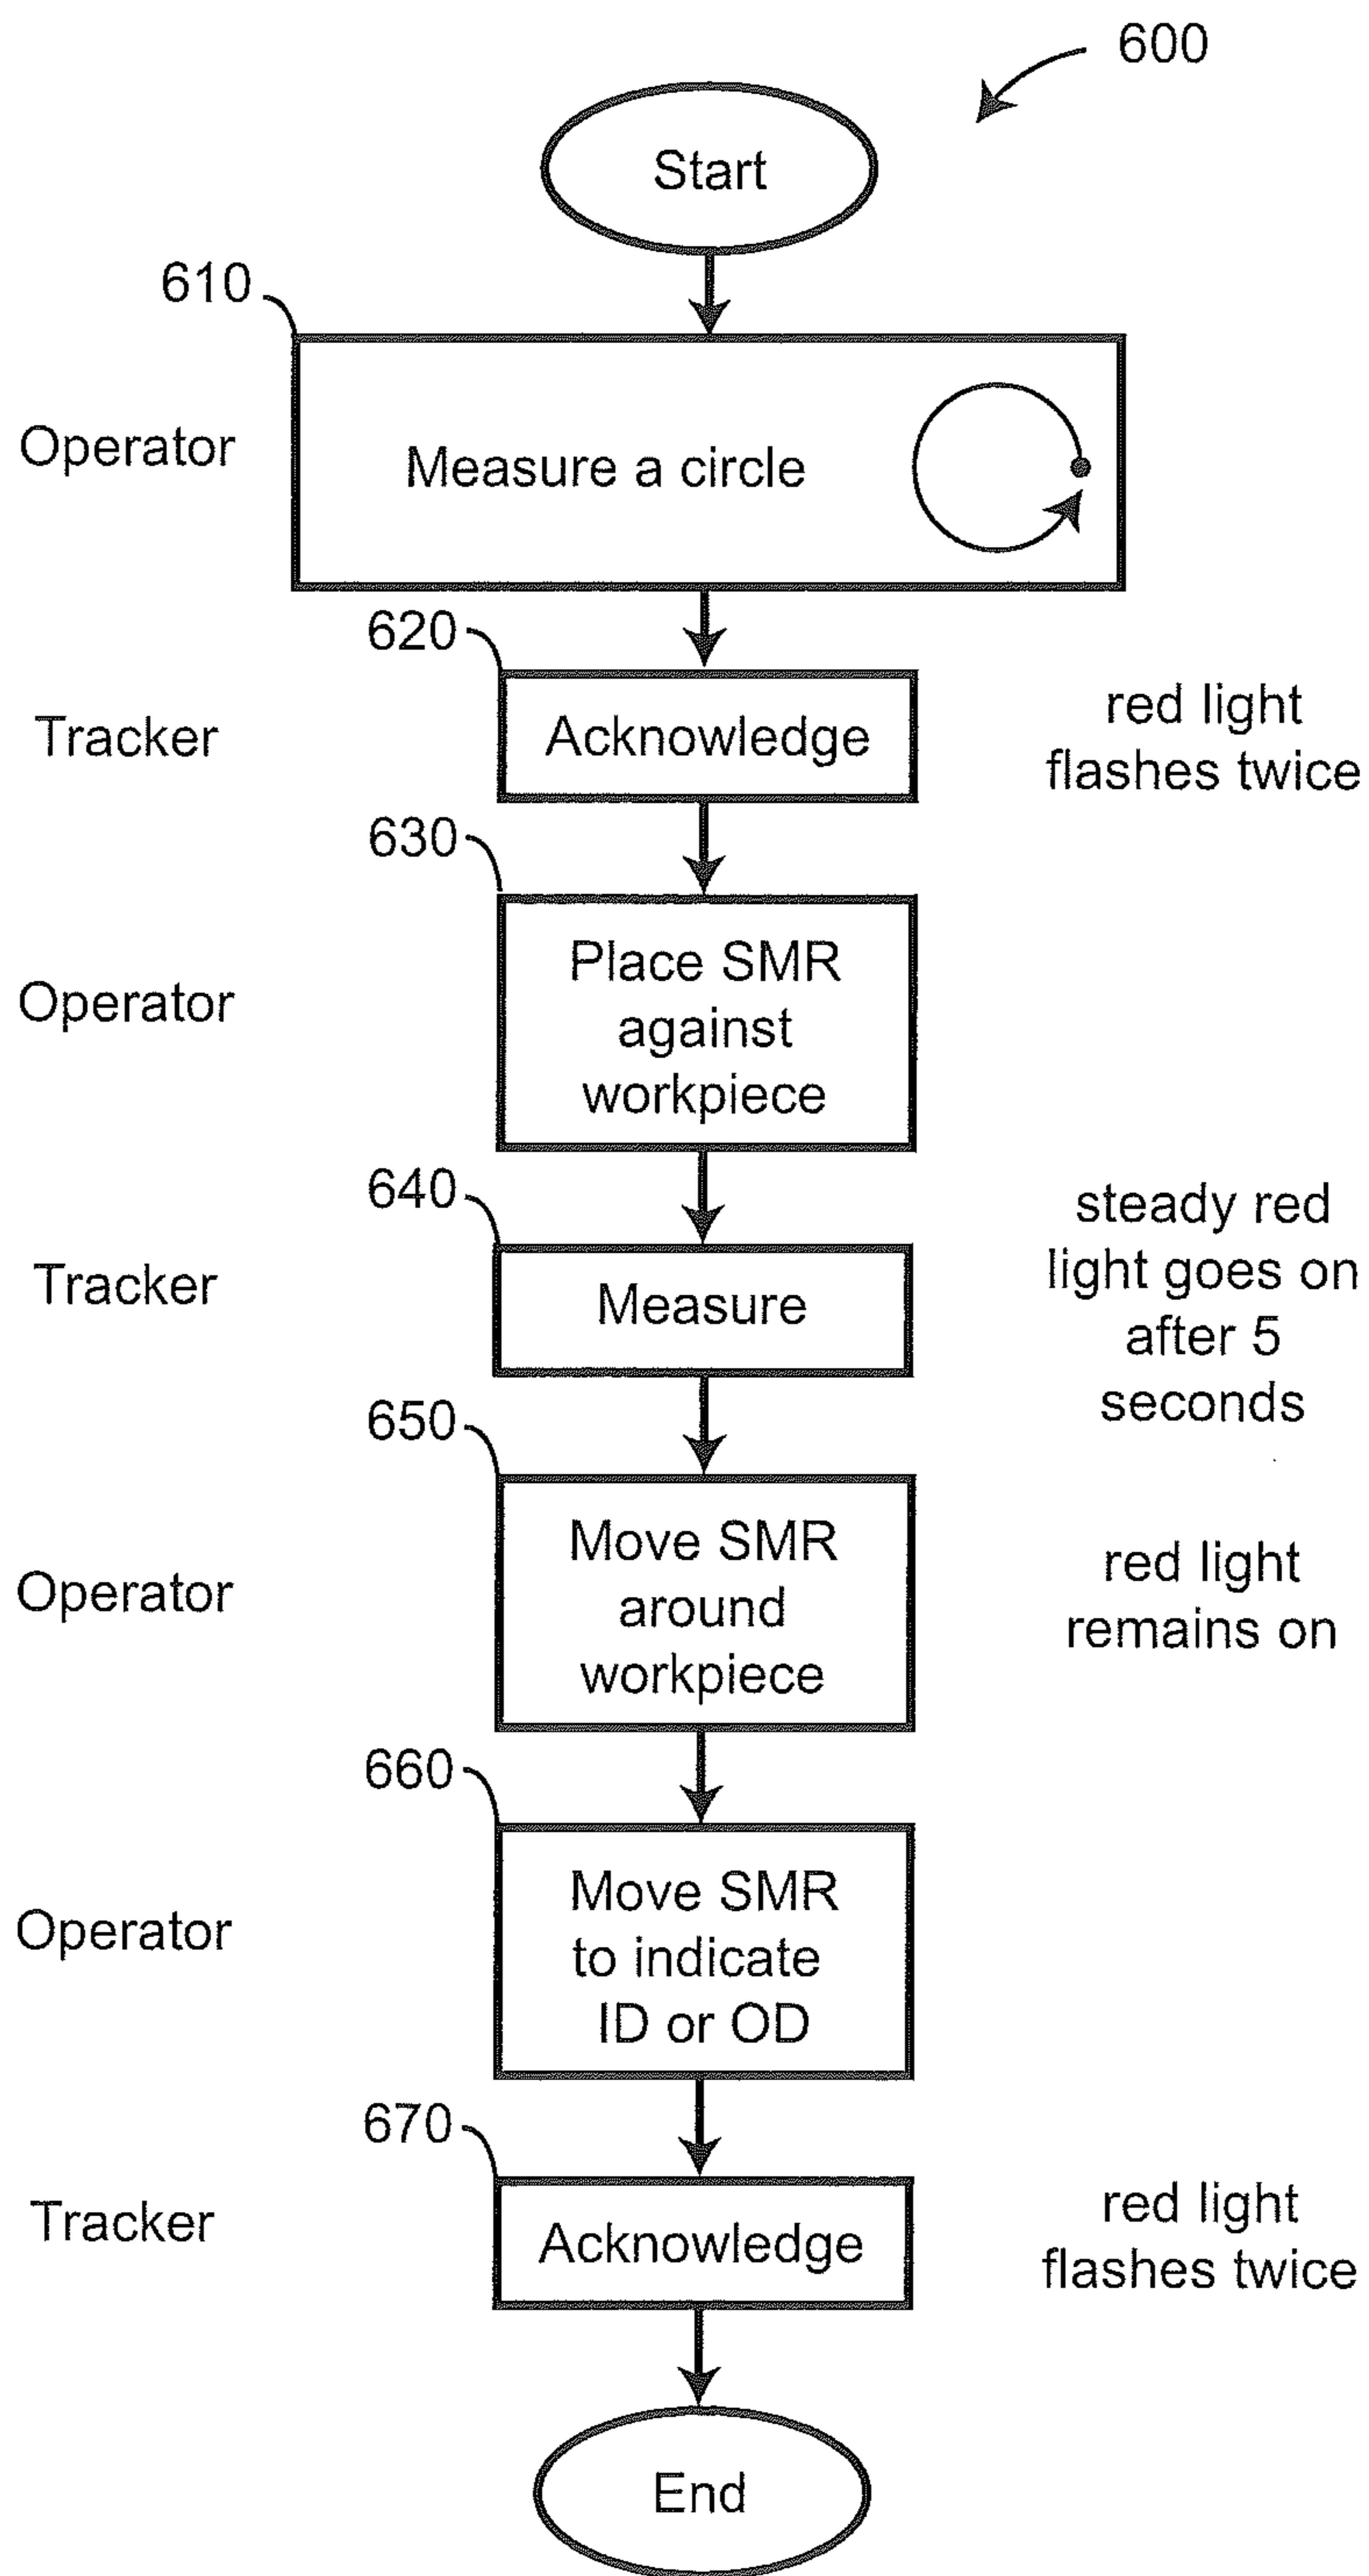 600
Start
610
Operator
Measure a circle
620
Tracker
Acknowledge
red light
flashes twice
630
Operator
Place SMR
against
workpiece
640
Tracker
Measure
steady red
light goes on
after 5
seconds
650
Operator
Move SMR
around
workpiece
red light
remains on
660
Operator
Move SMR
to indicate
ID or OD
670
Tracker
Acknowledge
red light
flashes twice
End